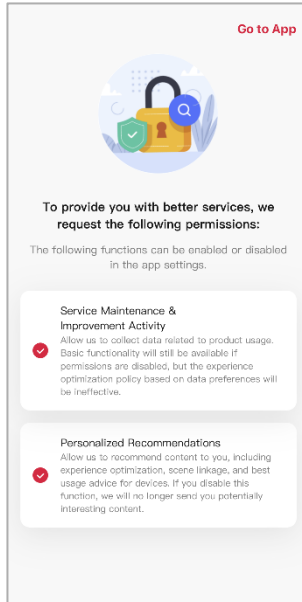 Go to App
To provide you with better services, we
request the following permissions:
The following functions can be enabled or disabled
in the app settings.
Service Maintenance &
Improvement Activity
Allow us to collect data related to product usage.
Basic functionality will still be available if
permissions are disabled, but the experience
optimization policy based on data preferences will
be ineffective.
Personalized Recommendations
Allow us to recommend content to you, including
experience optimization, scene linkage, and best
usage advice for devices. If you disable this
function, we will no longer send you potentially
interesting content.